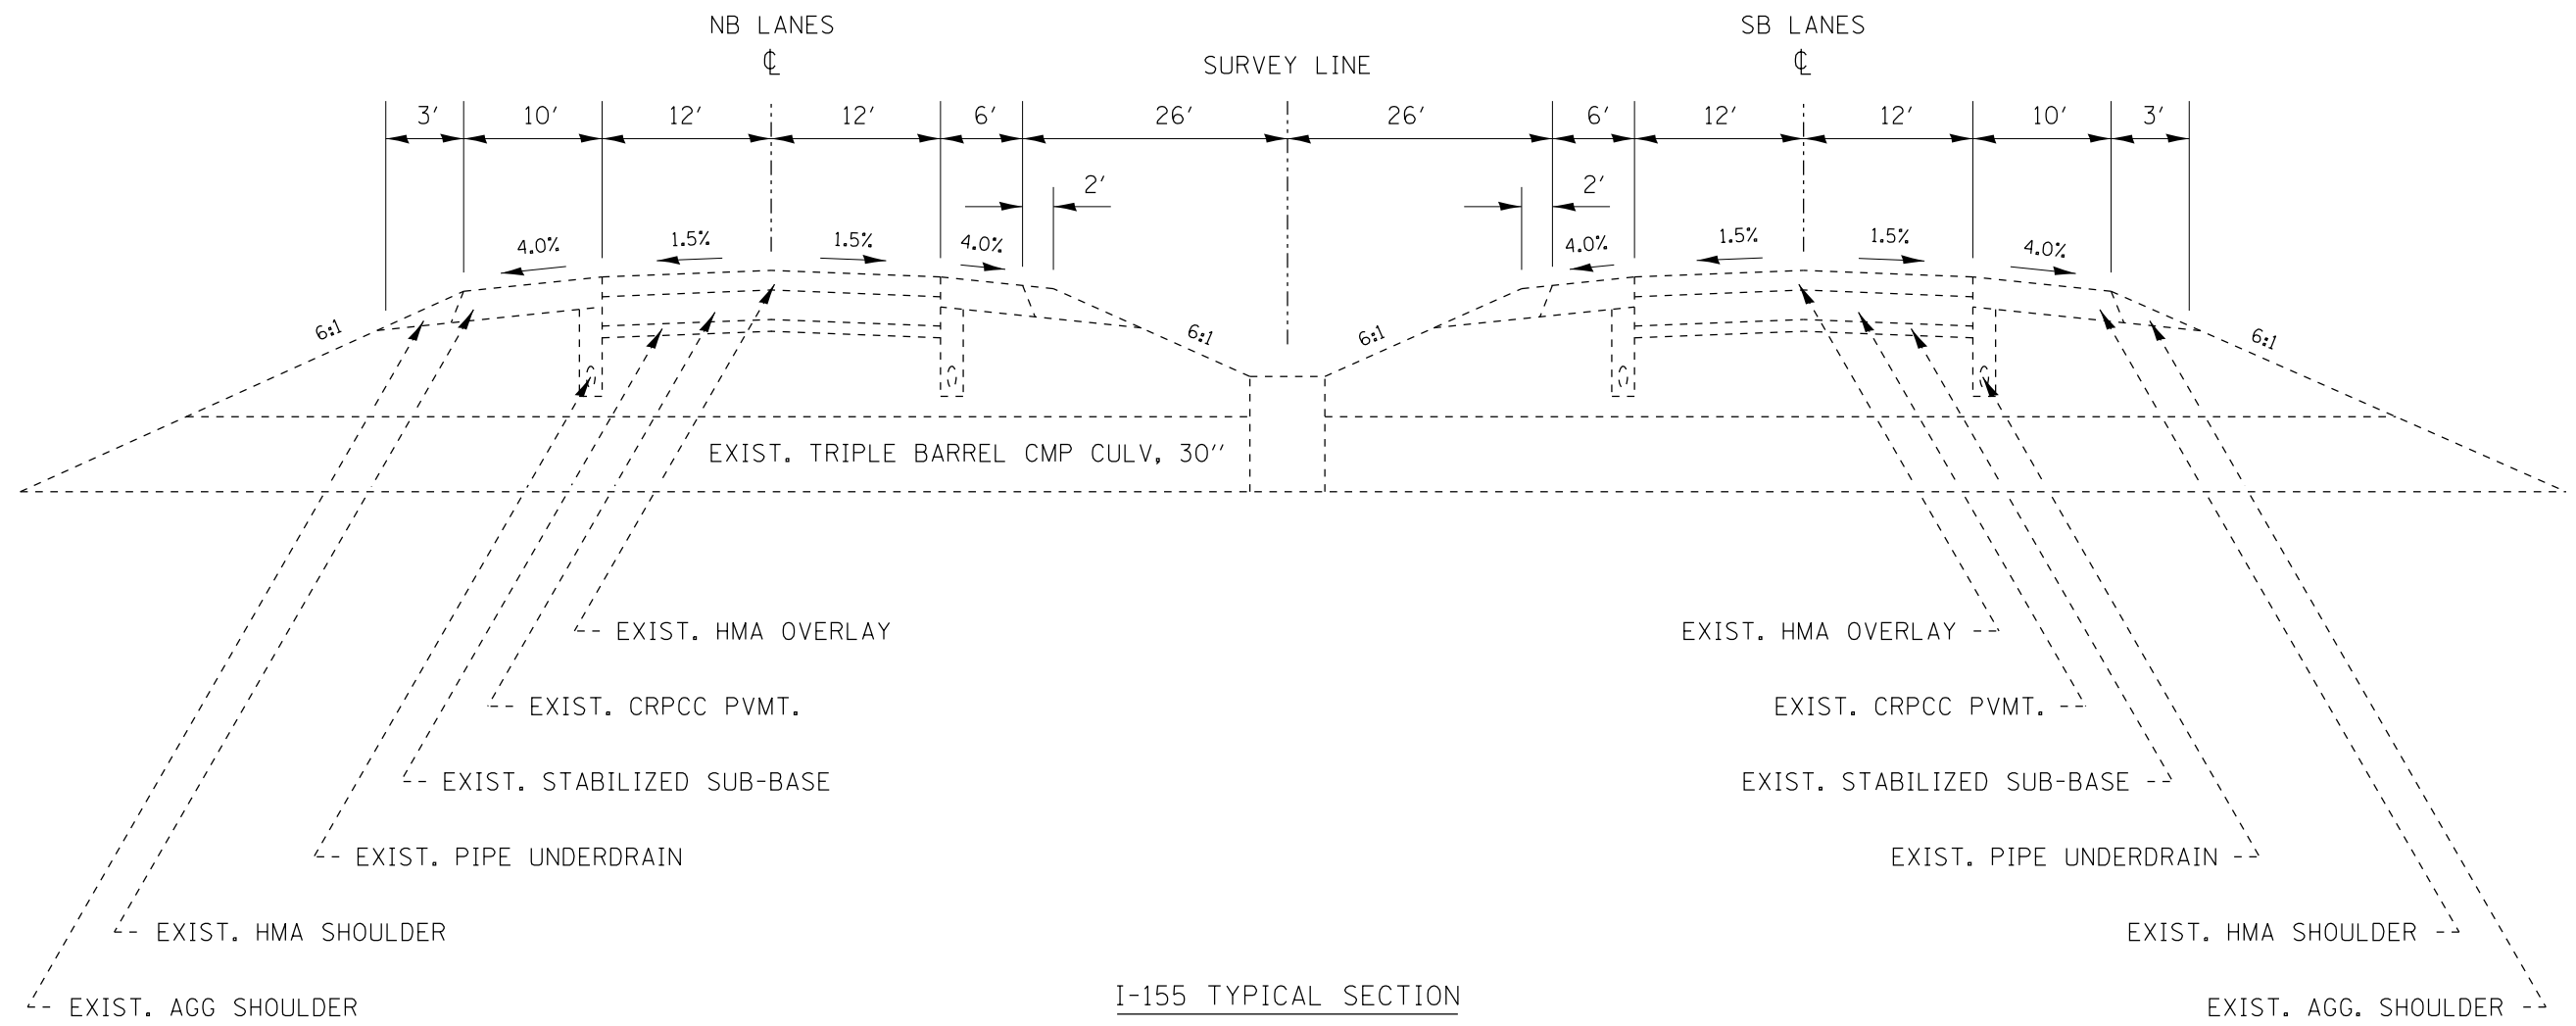 NB LANES
SB LANES
℄
℄
SURVEY LINE
3' 10' 12' 12' 6' 26' 26' 6' 12' 12' 10' 3'
2' 2'
4.0% 1.5% 1.5% 4.0% 4.0% 1.5% 1.5% 4.0%
6:1 6:1 6:1 6:1
EXIST. TRIPLE BARREL CMP CULV, 30''
EXIST. HMA OVERLAY
EXIST. HMA OVERLAY
EXIST. CRPCC PVMT.
EXIST. CRPCC PVMT.
EXIST. STABILIZED SUB-BASE
EXIST. STABILIZED SUB-BASE
EXIST. PIPE UNDERDRAIN
EXIST. PIPE UNDERDRAIN
EXIST. HMA SHOULDER
EXIST. HMA SHOULDER
EXIST. AGG SHOULDER
EXIST. AGG. SHOULDER
I-155 TYPICAL SECTION